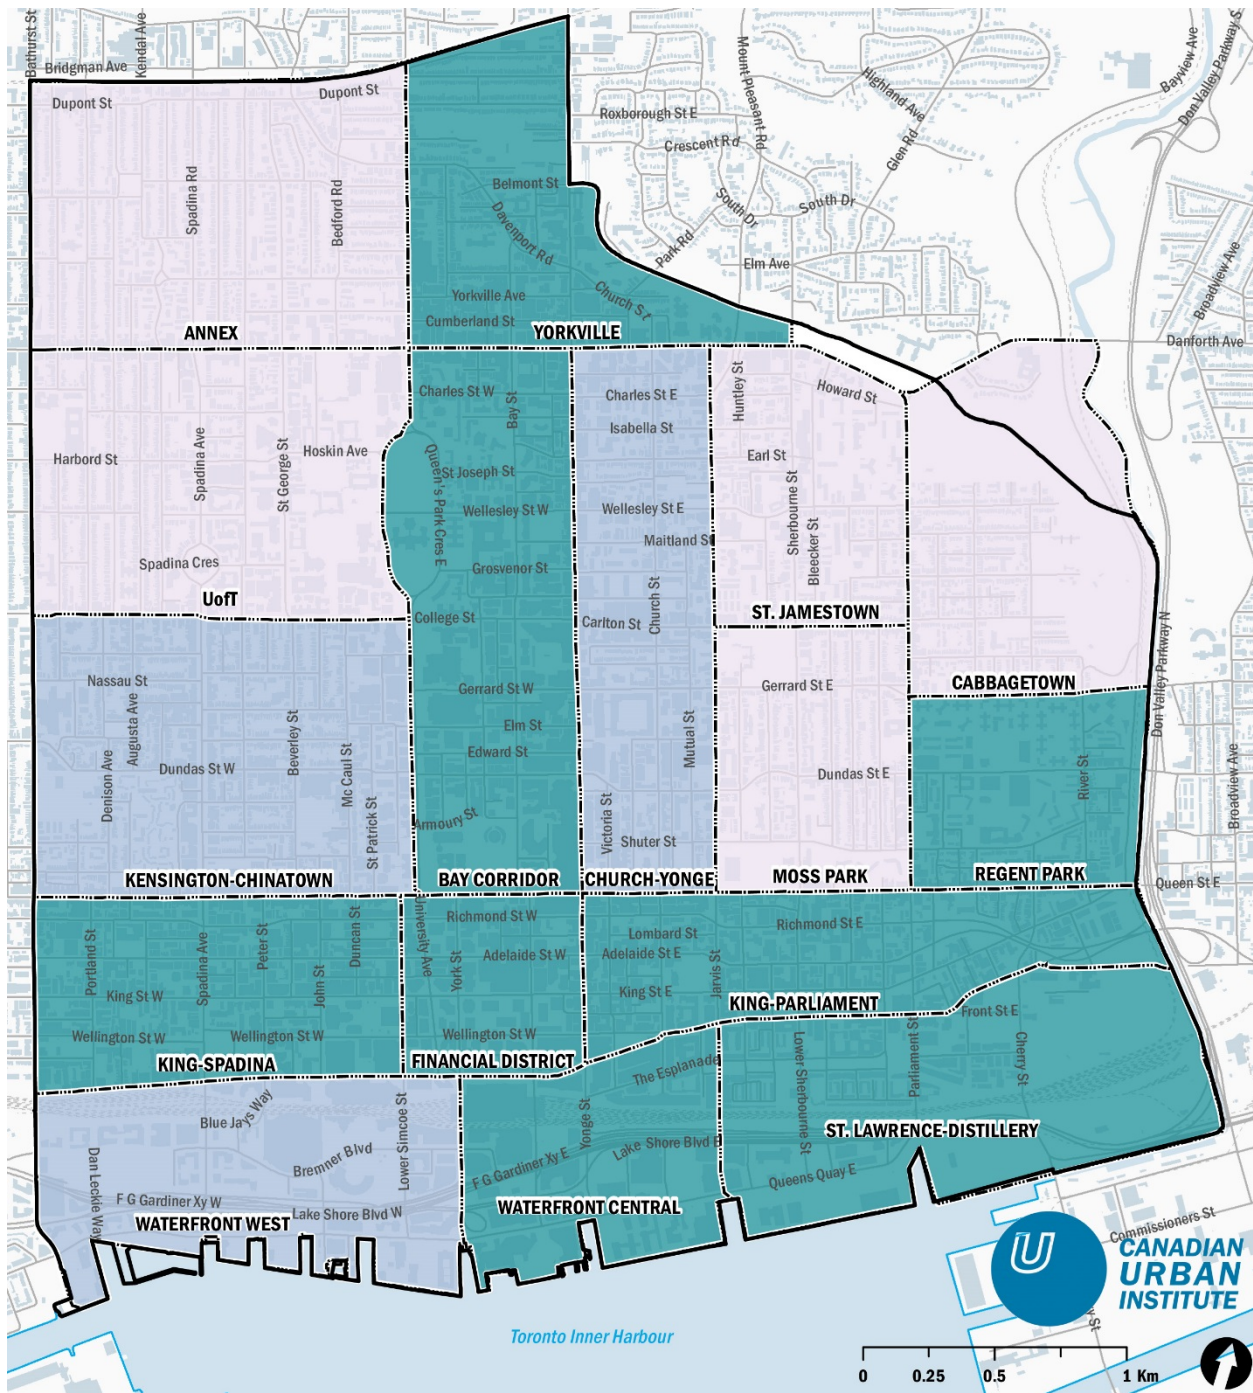 Bathurst St
Kendal Ave
Bridgman Ave
Dupont St
Dupont St
Spadina Rd
Bedford Rd
ANNEX
Belmont St
Davenport Rd
Yorkville Ave
Church St
Cumberland St
YORKVILLE
Roxborough St E
Mount Pleasant Rd
Crescent Rd
Highland Ave
Glen Rd
South Dr
South Dr
Park Rd
Elm Ave
Bayview Ave
Don Valley Parkway S
Broadview Ave
Danforth Ave
Harbord St
Spadina Ave
St George St
Hoskin Ave
Spadina Cres
UofT
Charles St W
Bay St
Queen's Park Cres E
St Joseph St
Wellesley St W
Grosvenor St
College St
Gerrard St W
Elm St
Edward St
Armoury St
BAY CORRIDOR
Charles St E
Isabella St
Wellesley St E
Maitland S
Church St
Carlton St
Mutual St
Victoria St
Shuter St
CHURCH-YONGE
Huntley St
Howard St
Earl St
Sherbourne St
Bleecker St
ST. JAMESTOWN
Gerrard St E
Dundas St E
MOSS PARK
CABBAGETOWN
Don Valley Parkway N
River St
REGENT PARK
Broadview Ave
Queen St E
Nassau St
Augusta Ave
Denison Ave
Dundas St W
Beverley St
Mc Caul St
St Patrick St
KENSINGTON-CHINATOWN
Portland St
Spadina Ave
Peter St
Duncan St
John St
King St W
Wellington St W
Wellington St W
KING-SPADINA
University Ave
Richmond St W
York St
Adelaide St W
Wellington St W
FINANCIAL DISTRICT
Richmond St E
Lombard St
Adelaide St E
Jarvis St
King St E
KING-PARLIAMENT
Front St E
The Esplanade
Lower Sherbourne St
Parliament St
Cherry St
ST. LAWRENCE-DISTILLERY
Blue Jays Way
Bremner Blvd
Lower Simcoe St
Dan Leckie Way
F G Gardiner Xy W
Lake Shore Blvd W
WATERFRONT WEST
Yonge St
F G Gardiner Xy E
Lake Shore Blvd E
Queens Quay E
WATERFRONT CENTRAL
Commissioners St
CANADIAN
URBAN
INSTITUTE
Toronto Inner Harbour
0 0.25 0.5 1 Km